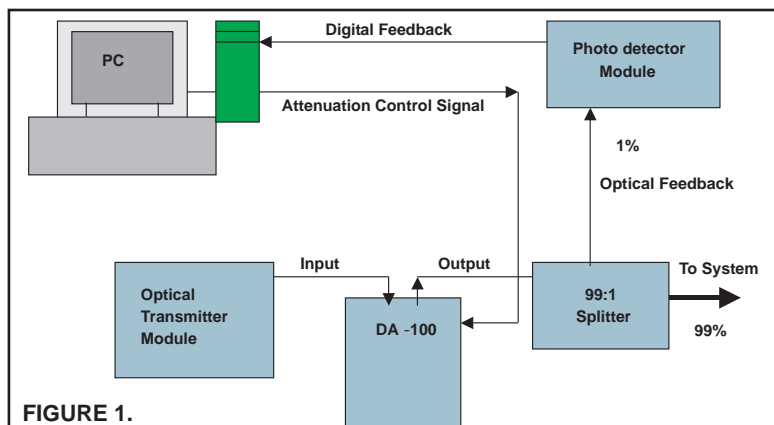 Digital Feedback
PC
Photo detector
Module
Attenuation Control Signal
1%
Optical Feedback
Input
Output
To System
Optical
Transmitter
Module
DA -100
99:1
Splitter
99%
FIGURE 1.